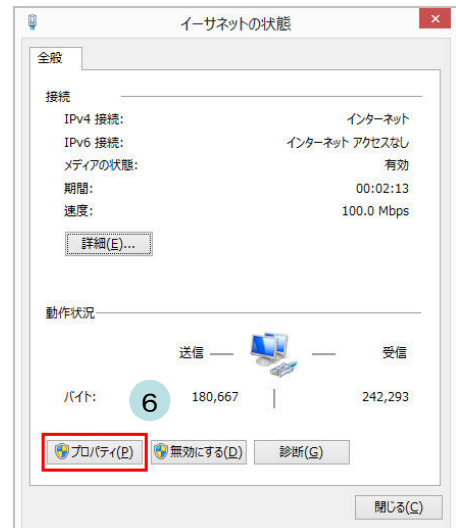 イーサネットの状態
×
全般
接続
IPv4 接続: インターネット
IPv6 接続: インターネット アクセスなし
メディアの状態: 有効
期間: 00:02:13
速度: 100.0 Mbps
詳細(E)...
動作状況
送信 — — 受信
バイト: 180,667 242,293
6
プロパティ(P) 無効にする(D) 診断(G)
閉じる(C)